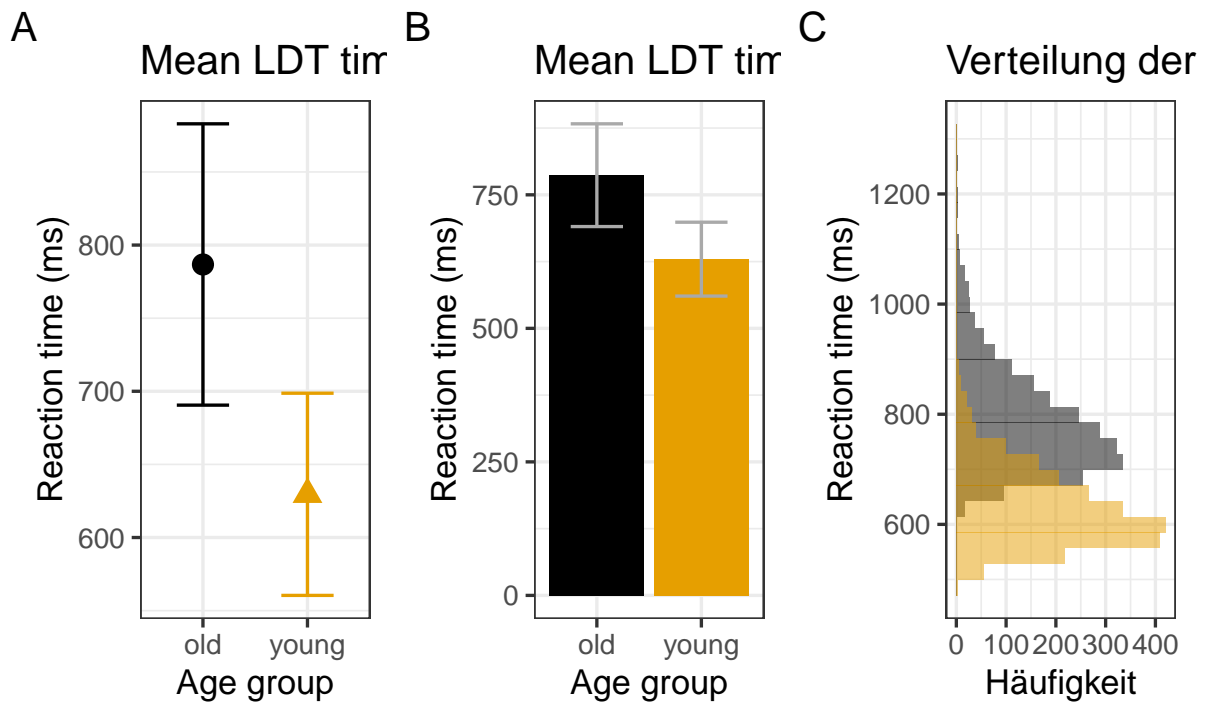 A
Mean LDT tim
Reaction time (ms)
800
700
600
old young
Age group
B
Mean LDT tim
Reaction time (ms)
750
500
250
0
old young
Age group
C
Verteilung der
Reaction time (ms)
1200
1000
800
600
0 100 200 300 400
Häufigkeit